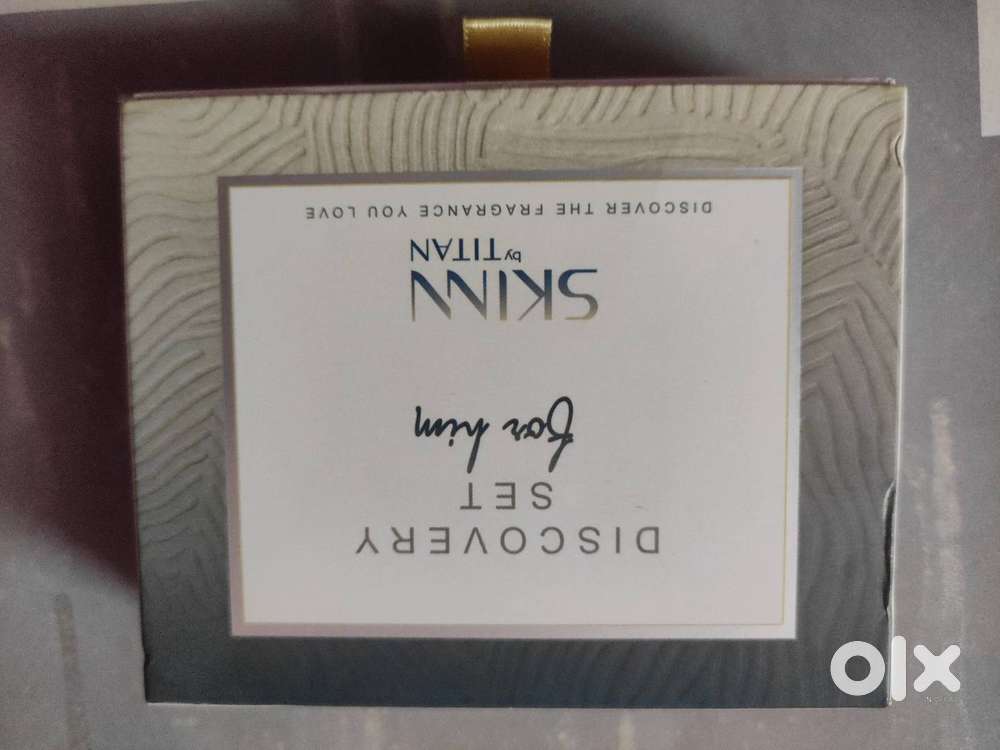 DISCOVERY
SET
for him
SKINN
by TITAN
DISCOVER THE FRAGRANCE YOU LOVE
olx